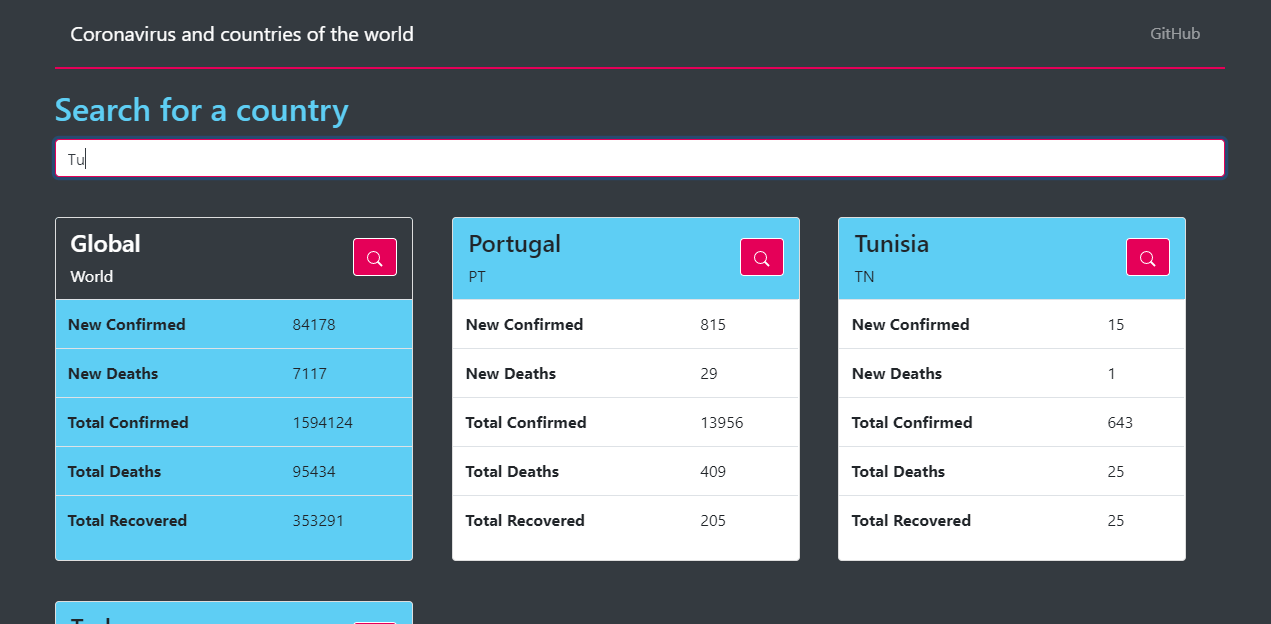 Coronavirus and countries of the world
GitHub
Search for a country
Tu
Global
World
New Confirmed 84178
New Deaths 7117
Total Confirmed 1594124
Total Deaths 95434
Total Recovered 353291
Portugal
PT
New Confirmed 815
New Deaths 29
Total Confirmed 13956
Total Deaths 409
Total Recovered 205
Tunisia
TN
New Confirmed 15
New Deaths 1
Total Confirmed 643
Total Deaths 25
Total Recovered 25